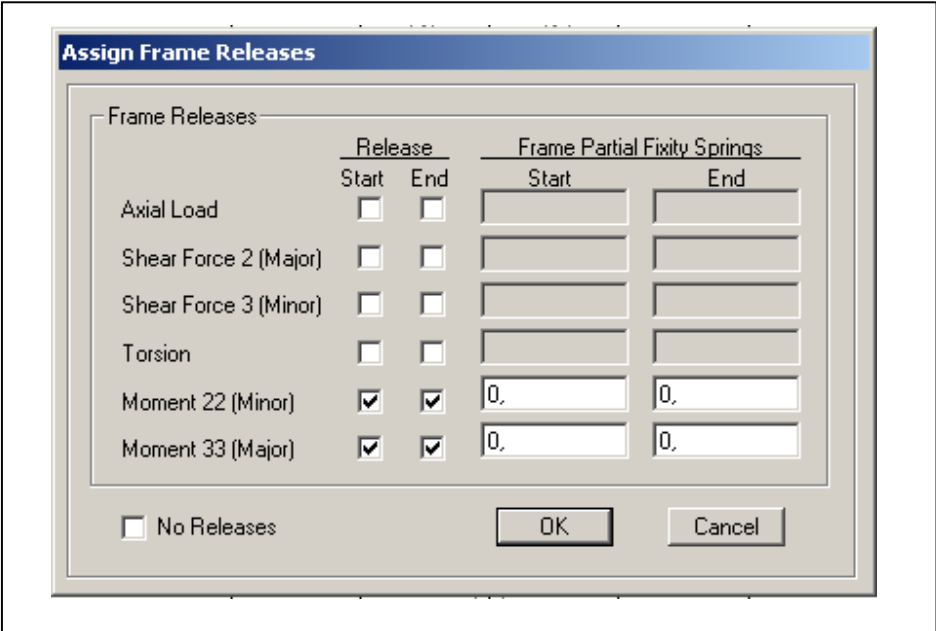 Assign Frame Releases
Frame Releases
Release Frame Partial Fixity Springs
Start End Start End
Axial Load
Shear Force 2 (Major)
Shear Force 3 (Minor)
Torsion
Moment 22 (Minor) 0, 0,
Moment 33 (Major) 0, 0,
No Releases OK Cancel